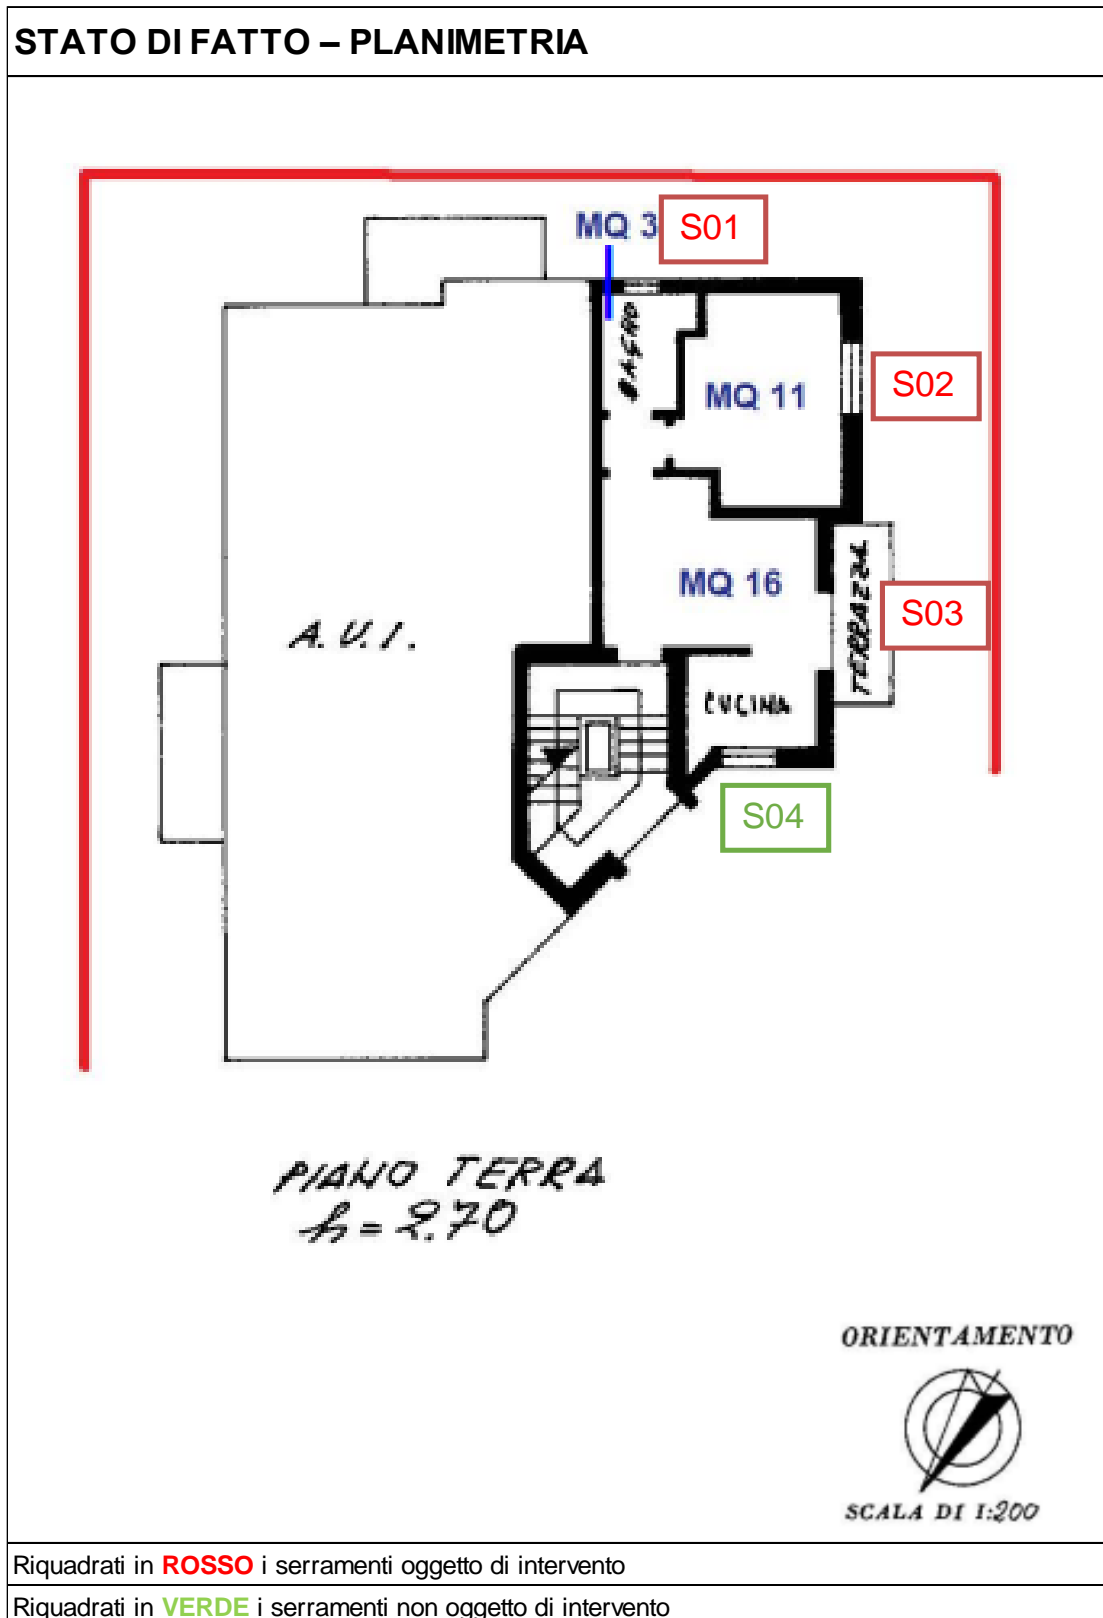 STATO DI FATTO – PLANIMETRIA
MQ 3
S01
BAGNO
MQ 11
S02
MQ 16
TERRAZZA
S03
A.U.I.
CUCINA
S04
PIANO TERRA
h = 2.70
ORIENTAMENTO
SCALA DI 1:200
Riquadrati in ROSSO i serramenti oggetto di intervento
Riquadrati in VERDE i serramenti non oggetto di intervento